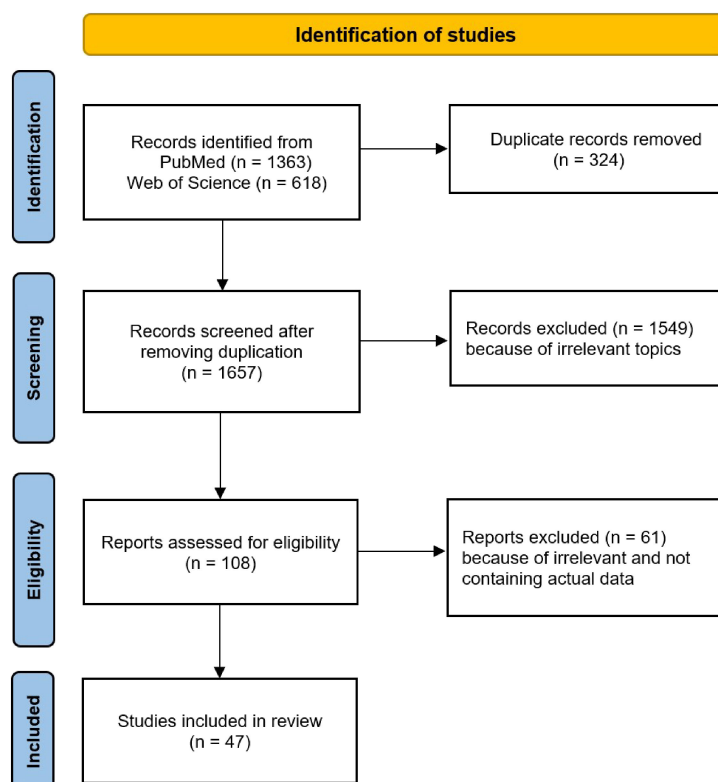 Identification of studies
Identification
Records identified from
PubMed (n = 1363)
Web of Science (n = 618)
Duplicate records removed
(n = 324)
Screening
Records screened after
removing duplication
(n = 1657)
Records excluded (n = 1549)
because of irrelevant topics
Eligibility
Reports assessed for eligibility
(n = 108)
Reports excluded (n = 61)
because of irrelevant and not
containing actual data
Included
Studies included in review
(n = 47)